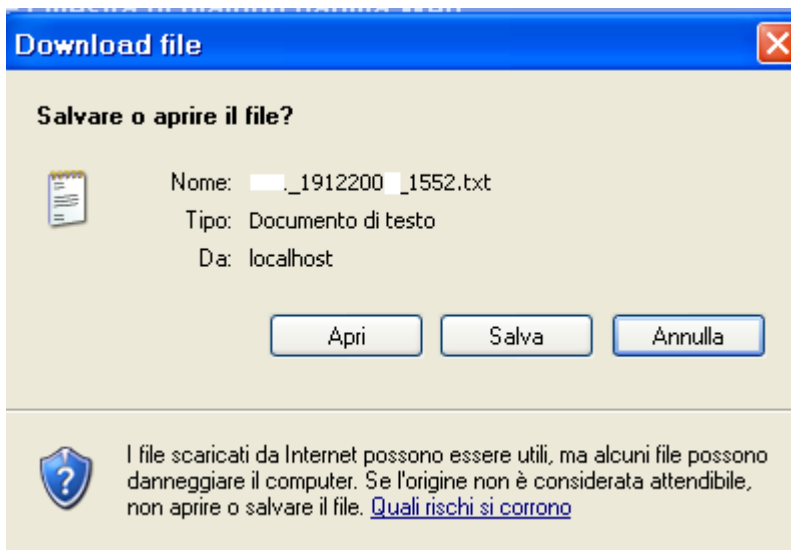 Download file
Salvare o aprire il file?
Nome: ._1912200 _1552.txt
Tipo: Documento di testo
Da: localhost
Apri Salva Annulla
I file scaricati da Internet possono essere utili, ma alcuni file possono
danneggiare il computer. Se l'origine non è considerata attendibile,
non aprire o salvare il file. Quali rischi si corrono